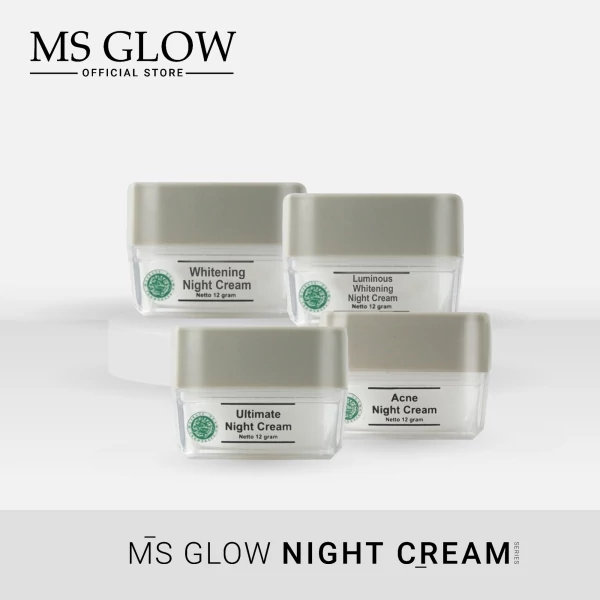 MS GLOW
OFFICIAL STORE
Whitening
Night Cream
Netto 12 gram
Luminous
Whitening
Night Cream
Netto 12 gram
Ultimate
Night Cream
Netto 12 gram
Acne
Night Cream
Netto 12 gram
MS GLOW NIGHT CREAM
SERIES